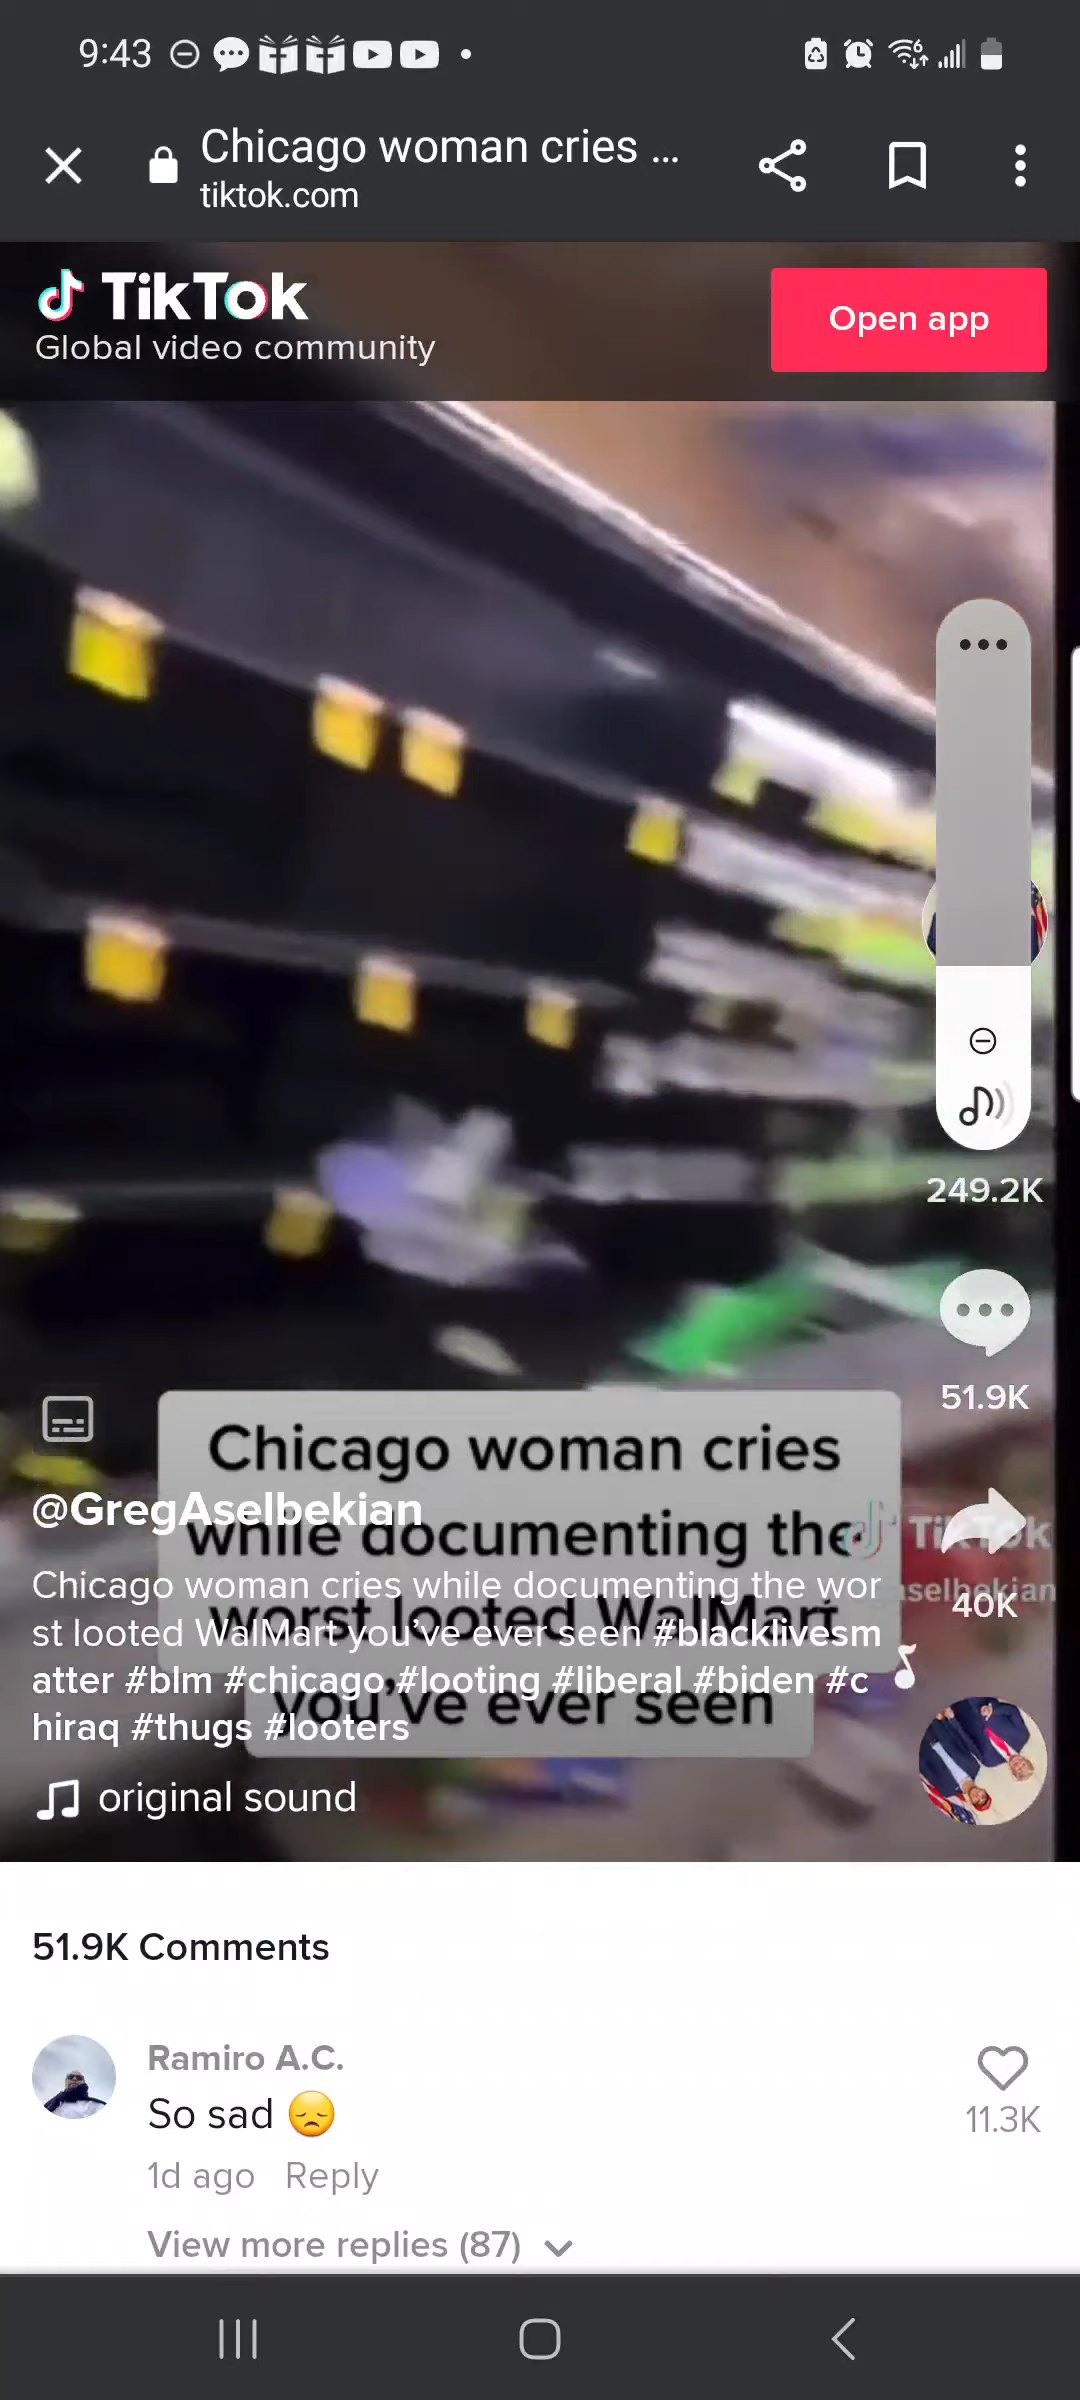 9:43
Chicago woman cries ...
tiktok.com
TikTok
Global video community
Open app
249.2K
51.9K
Chicago woman cries
while documenting the
worst looted WalMart
you've ever seen
@GregAselbekian
TikTok
aselbekian
40K
Chicago woman cries while documenting the wor
st looted WalMart you've ever seen #blacklivesm
atter #blm #chicago #looting #liberal #biden #c
hiraq #thugs #looters
original sound
51.9K Comments
Ramiro A.C.
So sad 😞
11.3K
1d ago Reply
View more replies (87)